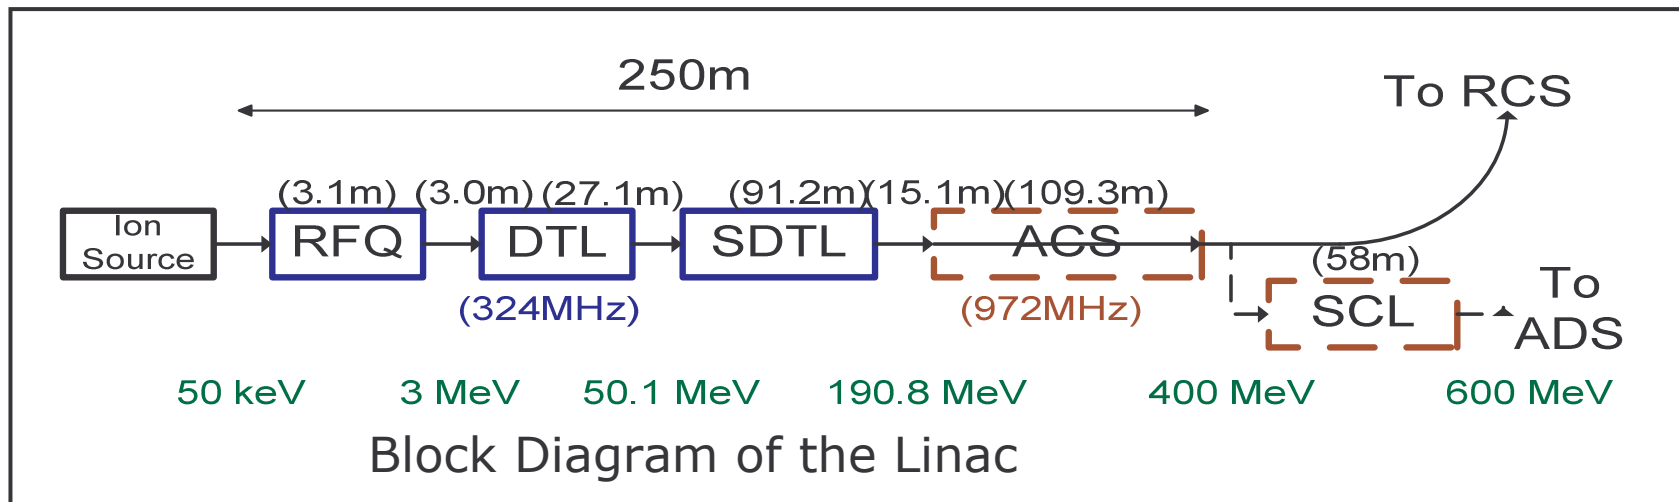 250m
To RCS
(3.1m) (3.0m) (27.1m) (91.2m) (15.1m) (109.3m)
Ion
Source
RFQ
DTL
SDTL
ACS
(324MHz)
(972MHz)
(58m)
SCL
To
ADS
50 keV 3 MeV 50.1 MeV 190.8 MeV 400 MeV 600 MeV
Block Diagram of the Linac